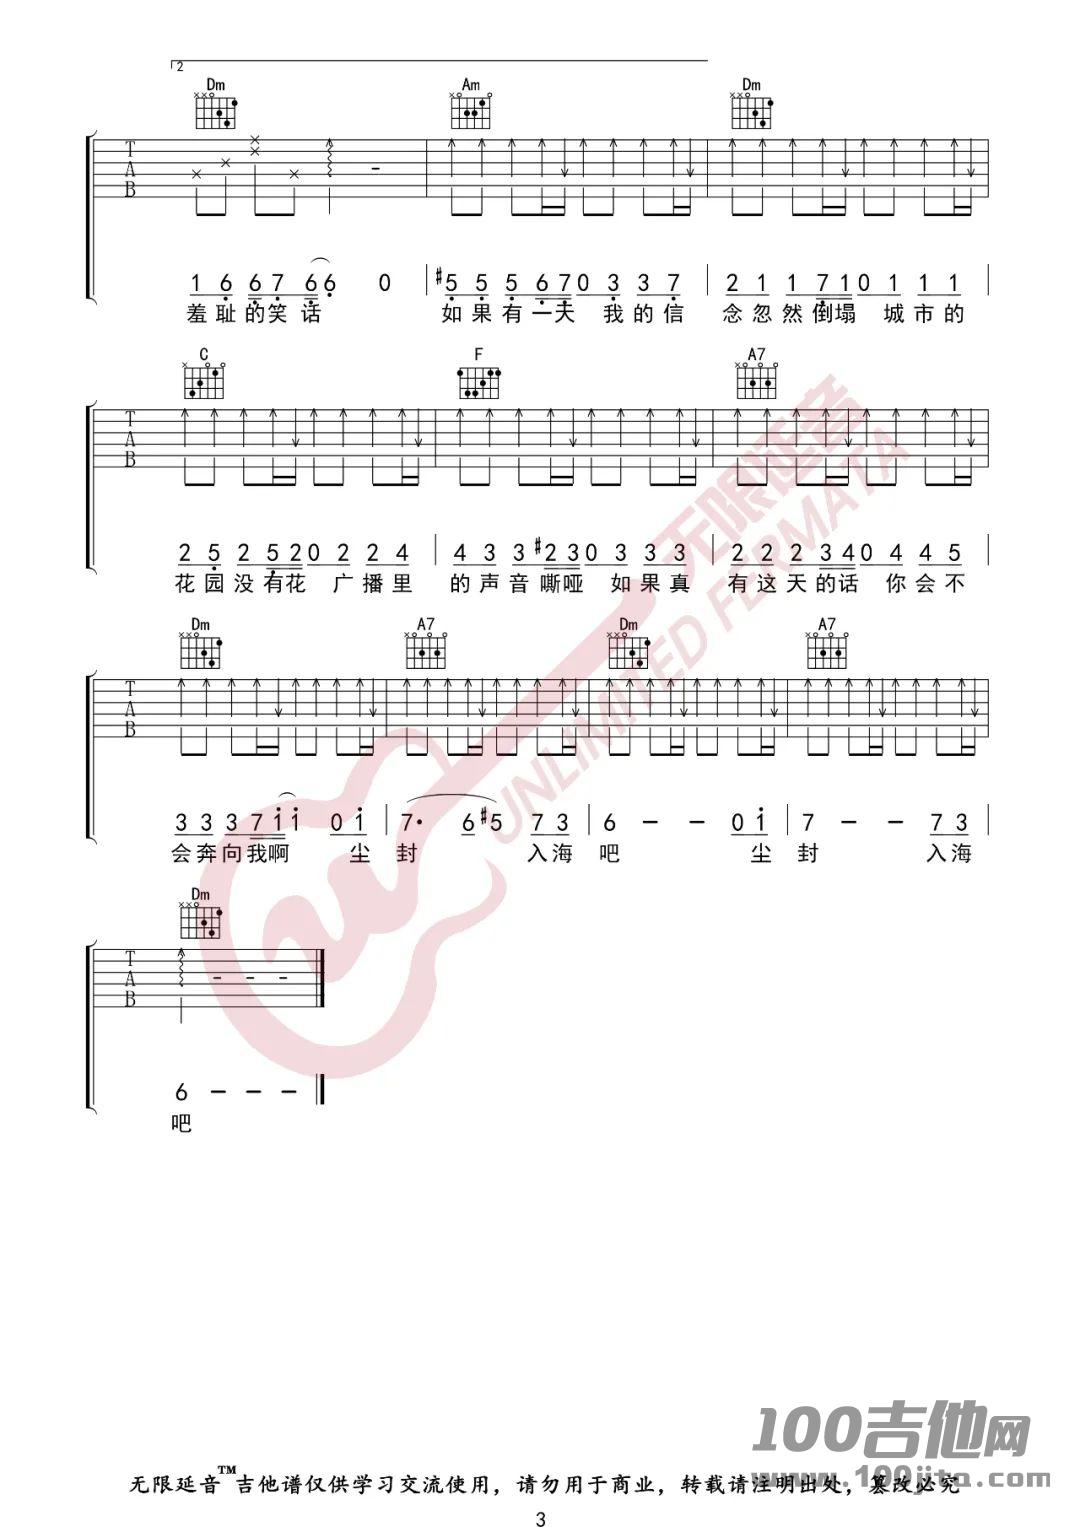 2
Dm Am Dm
T
A
B
1 6 6 7 6 6 0 #5 5 5 6 7 0 3 3 7 2 1 1 7 1 0 1 1 1
羞耻的笑话 如果有一天 我的信 念忽然倒塌 城市的
C F A7
T
A
B
2 5 2 5 2 0 2 2 4 4 3 3 #2 3 0 3 3 3 2 2 2 3 4 0 4 4 5
花园没有花 广播里 的声音嘶哑 如果真 有这天的话 你会不
Dm A7 Dm A7
T
A
B
3 3 3 7 1 1 0 1 7· 6 #5 7 3 6 - - 0 1 7 - - 7 3
会奔向我啊 尘 封 入海 吧 尘 封 入海
Dm
T
A
B
6 - - -
吧
无限延音
UNLIMITED FERMATA
100吉他网
www.100jita.com
无限延音™吉他谱仅供学习交流使用，请勿用于商业，转载请注明出处，篡改必究
3